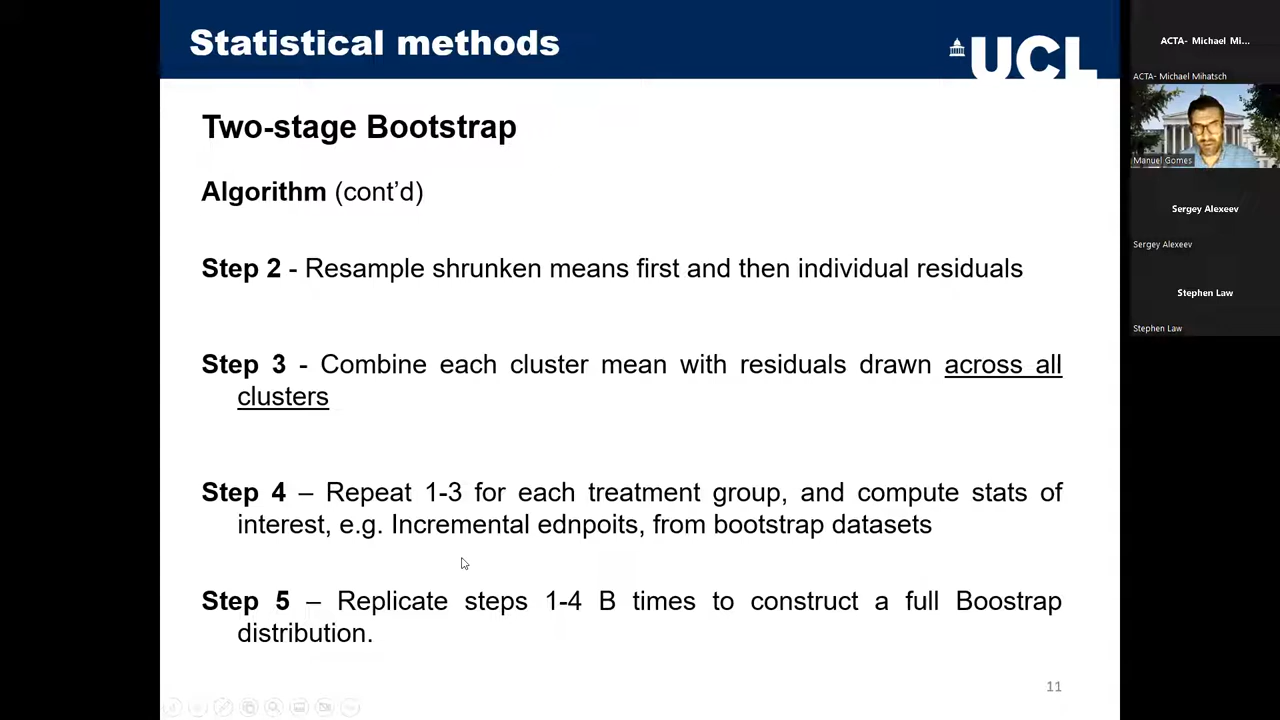 Statistical methods
UCL
Two-stage Bootstrap
Algorithm (cont’d)
Step 2 - Resample shrunken means first and then individual residuals
Step 3 - Combine each cluster mean with residuals drawn across all
clusters
Step 4 – Repeat 1-3 for each treatment group, and compute stats of
interest, e.g. Incremental ednpoits, from bootstrap datasets
Step 5 – Replicate steps 1-4 B times to construct a full Boostrap
distribution.
11
ACTA- Michael Mi...
ACTA- Michael Mihatsch
Manuel Gomes
Sergey Alexeev
Sergey Alexeev
Stephen Law
Stephen Law